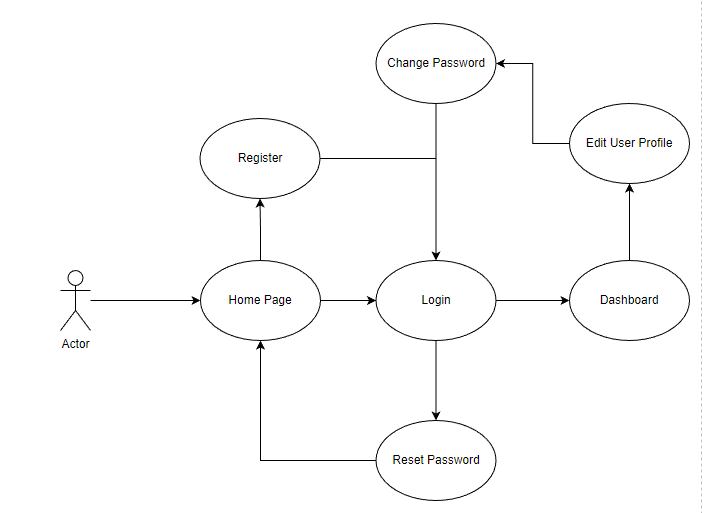 Change Password
Edit User Profile
Register
Home Page
Login
Dashboard
Actor
Reset Password